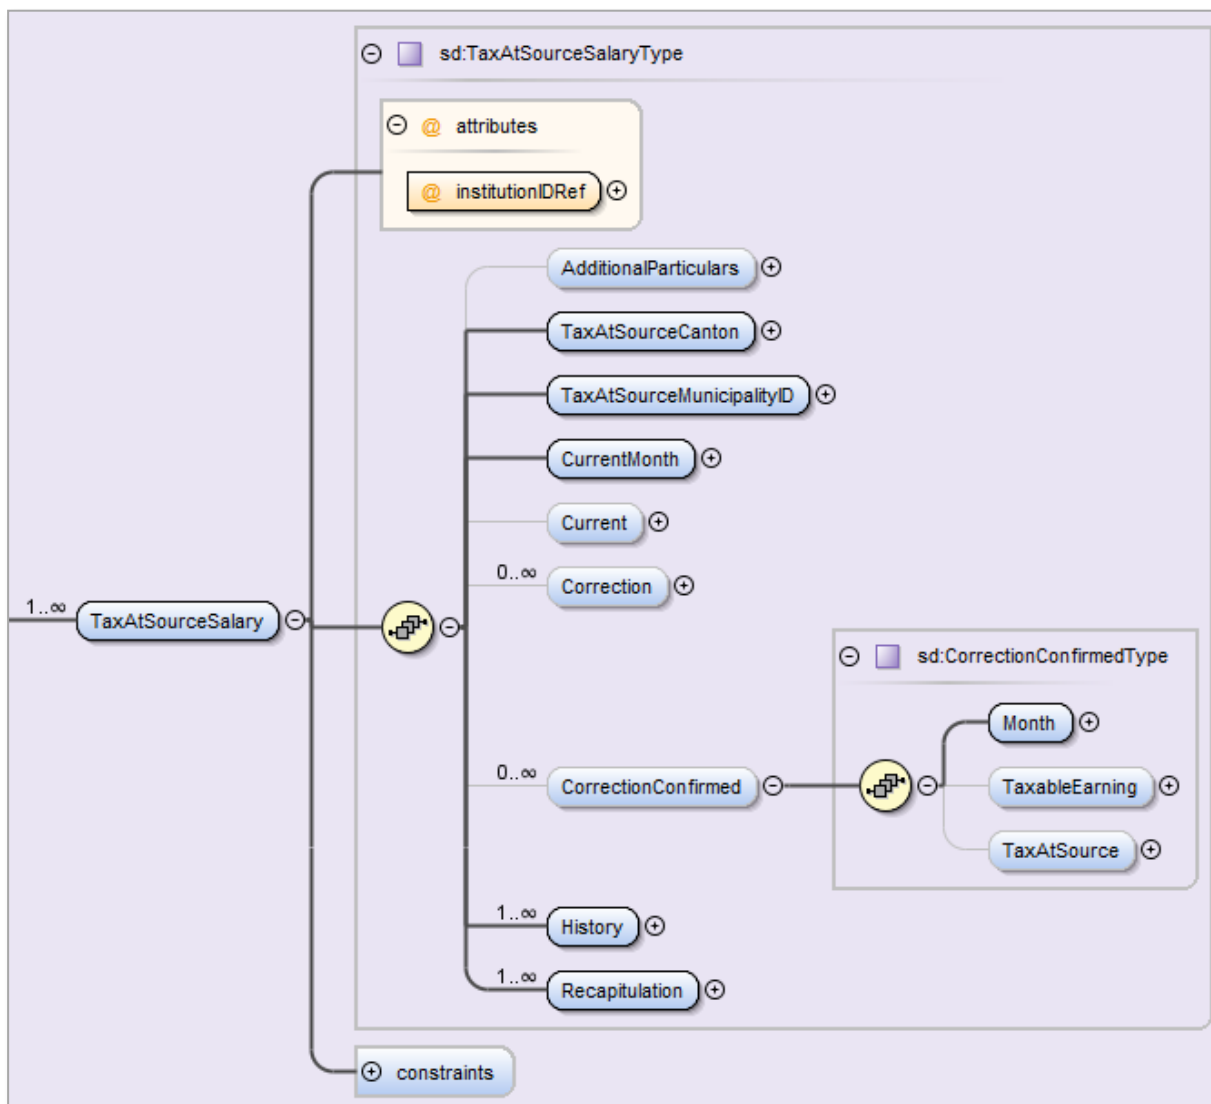 sd:TaxAtSourceSalaryType
@ attributes
@ institutionIDRef
AdditionalParticulars
TaxAtSourceCanton
TaxAtSourceMunicipalityID
CurrentMonth
Current
0..∞
Correction
1..∞
TaxAtSourceSalary
sd:CorrectionConfirmedType
Month
0..∞
CorrectionConfirmed
TaxableEarning
TaxAtSource
1..∞
History
1..∞
Recapitulation
constraints